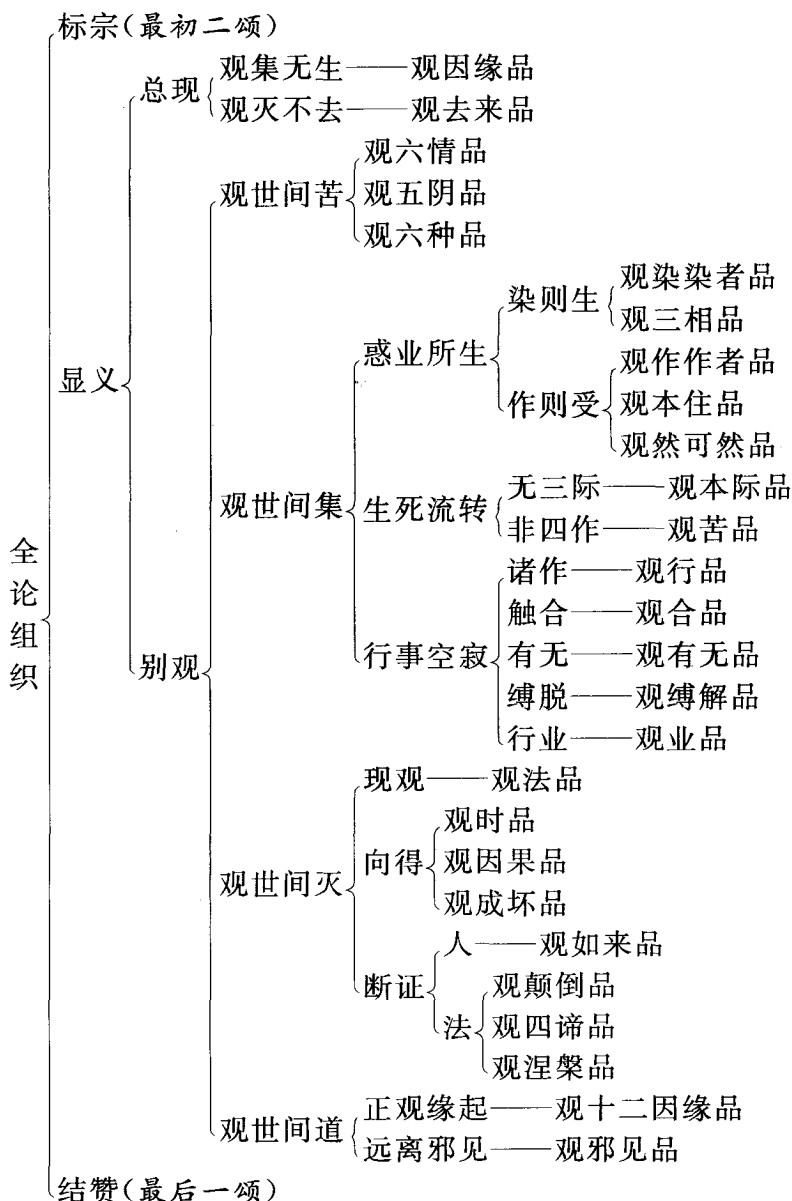 标宗(最初二颂)
总现
观集无生——观因缘品
观灭不去——观去来品
观六情品
观世间苦
观五阴品
观六种品
染则生
观染染者品
观三相品
惑业所生
显义
作则受
观作作者品
观本住品
观然可然品
观世间集
生死流转
无三际——观本际品
非四作——观苦品
全论组织
别观
行事空寂
诸作——观行品
触合——观合品
有无——观有无品
缚脱——观缚解品
行业——观业品
现观——观法品
观世间灭
向得
观时品
观因果品
观成坏品
断证
人——观如来品
法
观颠倒品
观四谛品
观涅槃品
观世间道
正观缘起——观十二因缘品
远离邪见——观邪见品
结赞(最后一颂)